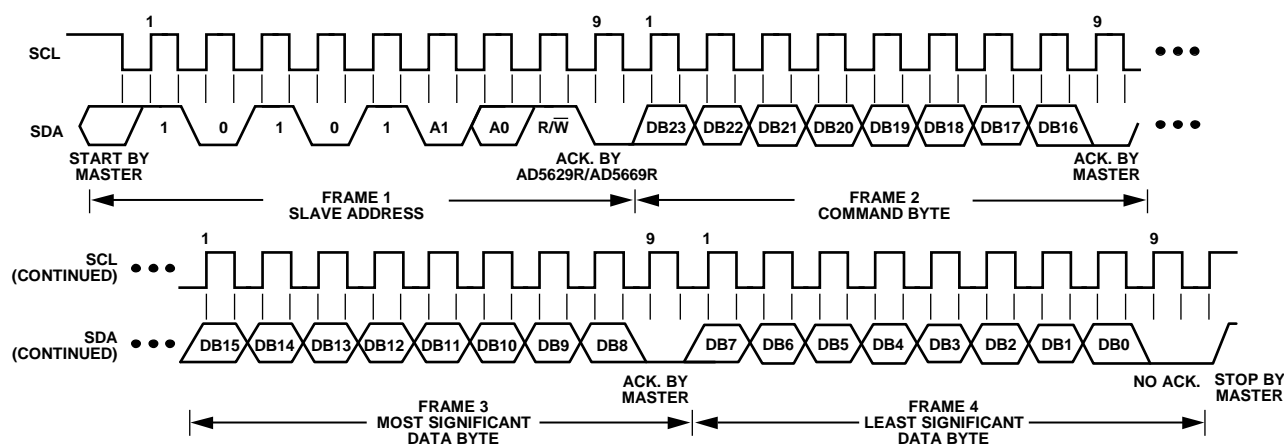 1 9 1 9
SCL
SDA 1 0 1 0 1 A1 A0 R/W̅ DB23 DB22 DB21 DB20 DB19 DB18 DB17 DB16
START BY
MASTER
ACK. BY
AD5629R/AD5669R
ACK. BY
MASTER
FRAME 1
SLAVE ADDRESS
FRAME 2
COMMAND BYTE
1 9 1 9
SCL
(CONTINUED)
SDA
(CONTINUED)
DB15 DB14 DB13 DB12 DB11 DB10 DB9 DB8 DB7 DB6 DB5 DB4 DB3 DB2 DB1 DB0
ACK. BY
MASTER
NO ACK.
STOP BY
MASTER
FRAME 3
MOST SIGNIFICANT
DATA BYTE
FRAME 4
LEAST SIGNIFICANT
DATA BYTE